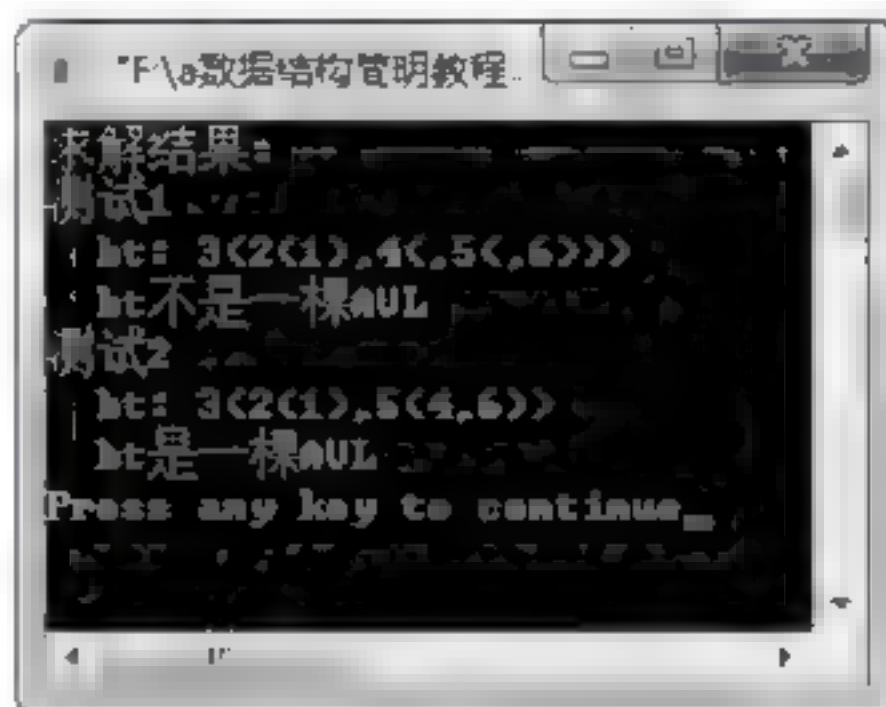 "F:\a数据结构简明教程..
求解结果:
测试1
bt: 3(2(1),4(,5(,6)))
bt不是一棵AVL
测试2
bt: 3(2(1),5(4,6))
bt是一棵AVL
Press any key to continue_